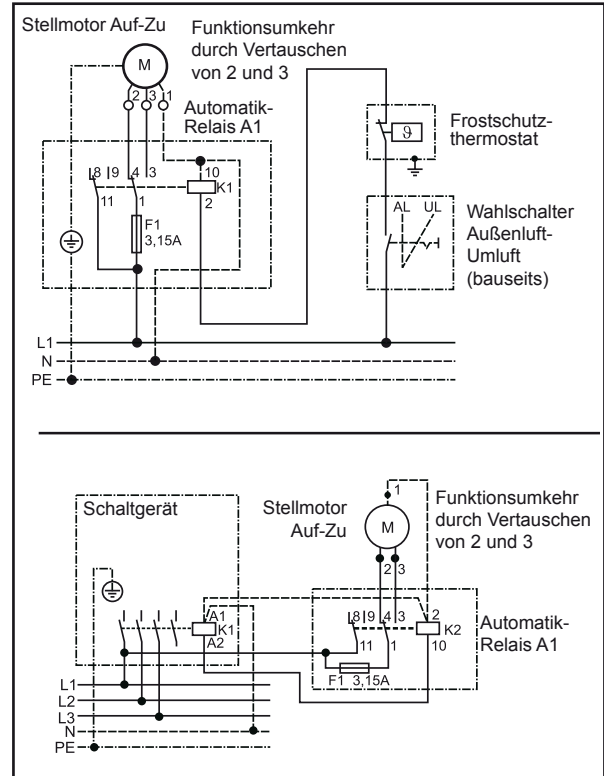 Stellmotor Auf-Zu
Funktionsumkehr
durch Vertauschen
von 2 und 3
M
2 3 1
Automatik-
Relais A1
8 9 4 3 10
K1
11 1 2
F1
3,15A
Frostschutz-
thermostat
ϑ
AL UL
Wahlschalter
Außenluft-
Umluft
(bauseits)
L1
N
PE
Schaltgerät
Stellmotor
Auf-Zu
1
M
2 3
Funktionsumkehr
durch Vertauschen
von 2 und 3
A1
K1
A2
8 9 4 3 2
K2
11 1 10
F1 3,15A
Automatik-
Relais A1
L1
L2
L3
N
PE